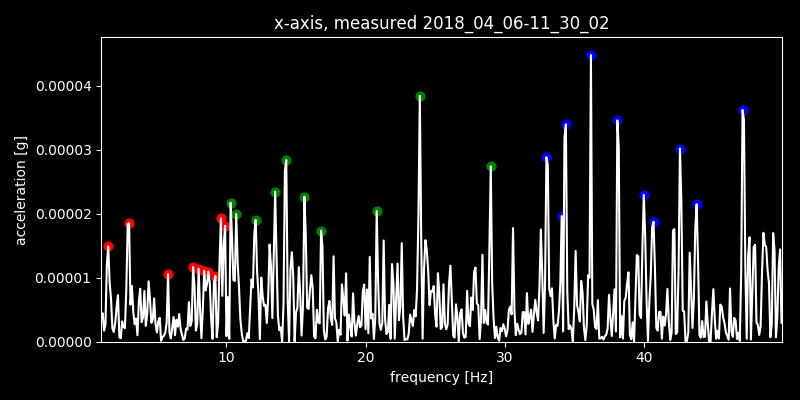 x-axis, measured 2018_04_06-11_30_02
acceleration [g]
0.00004
0.00003
0.00002
0.00001
0.00000
10 20 30 40
frequency [Hz]